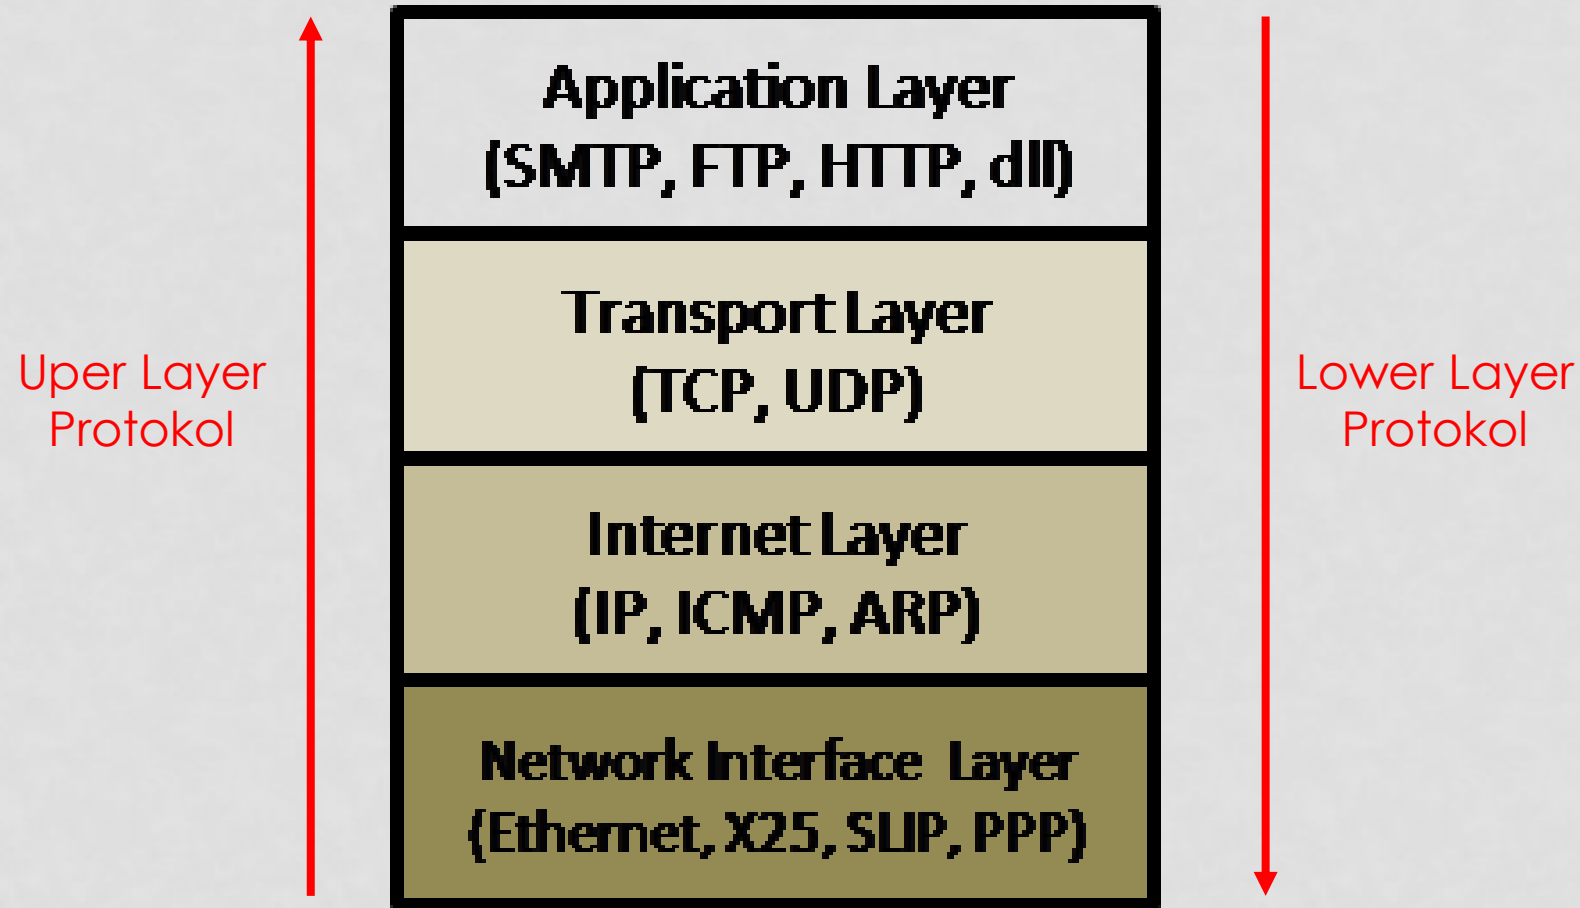 Application Layer
(SMTP, FTP, HTTP, dll)
Transport Layer
(TCP, UDP)
Uper Layer
Protokol
Lower Layer
Protokol
Internet Layer
(IP, ICMP, ARP)
Network Interface Layer
(Ethernet, X25, SLIP, PPP)